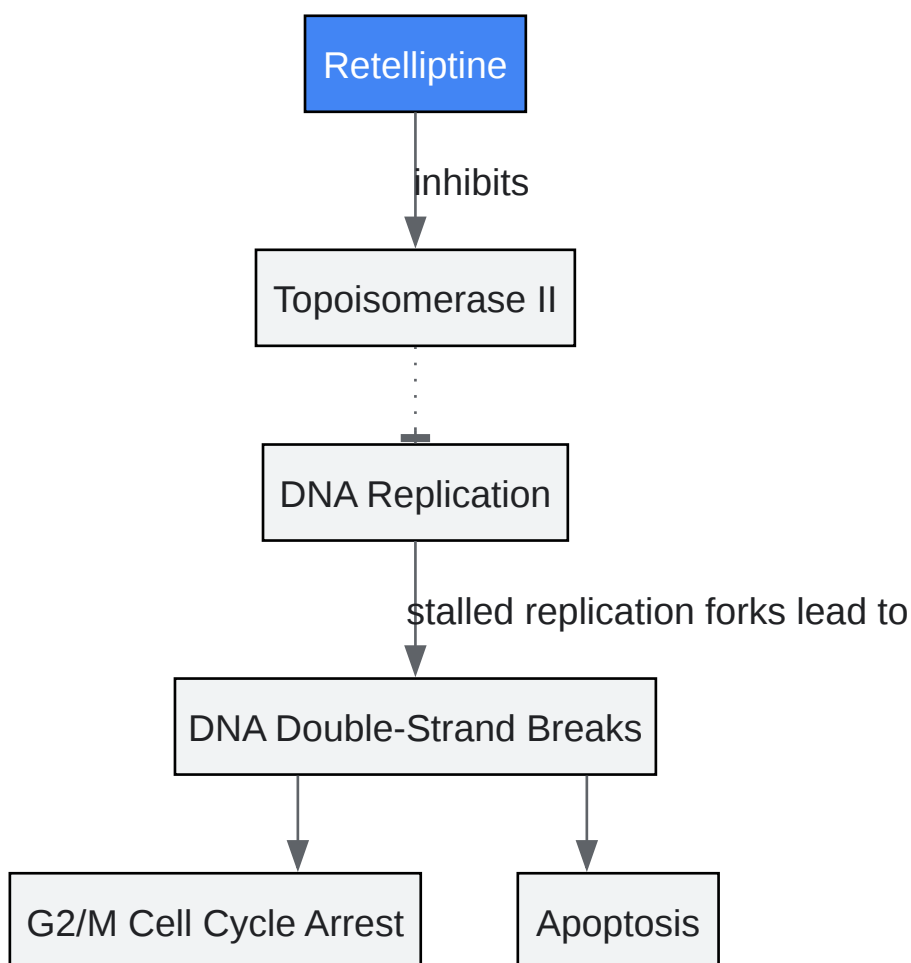 Retelliptine
inhibits
Topoisomerase II
DNA Replication
stalled replication forks lead to
DNA Double-Strand Breaks
G2/M Cell Cycle Arrest
Apoptosis